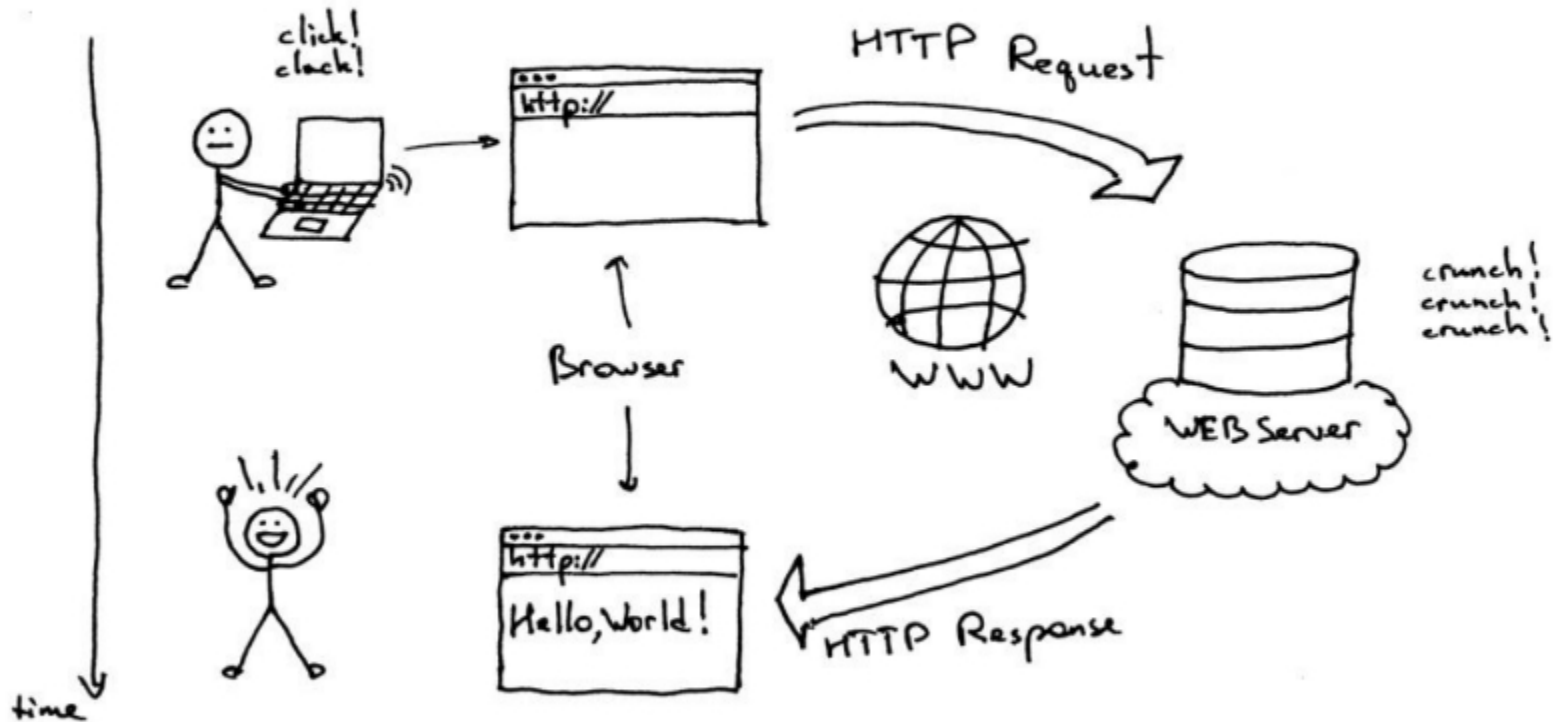 click!
clack!
HTTP Request
http://
crunch!
crunch!
crunch!
Browser
WWW
WEB Server
http://
Hello, World!
HTTP Response
time